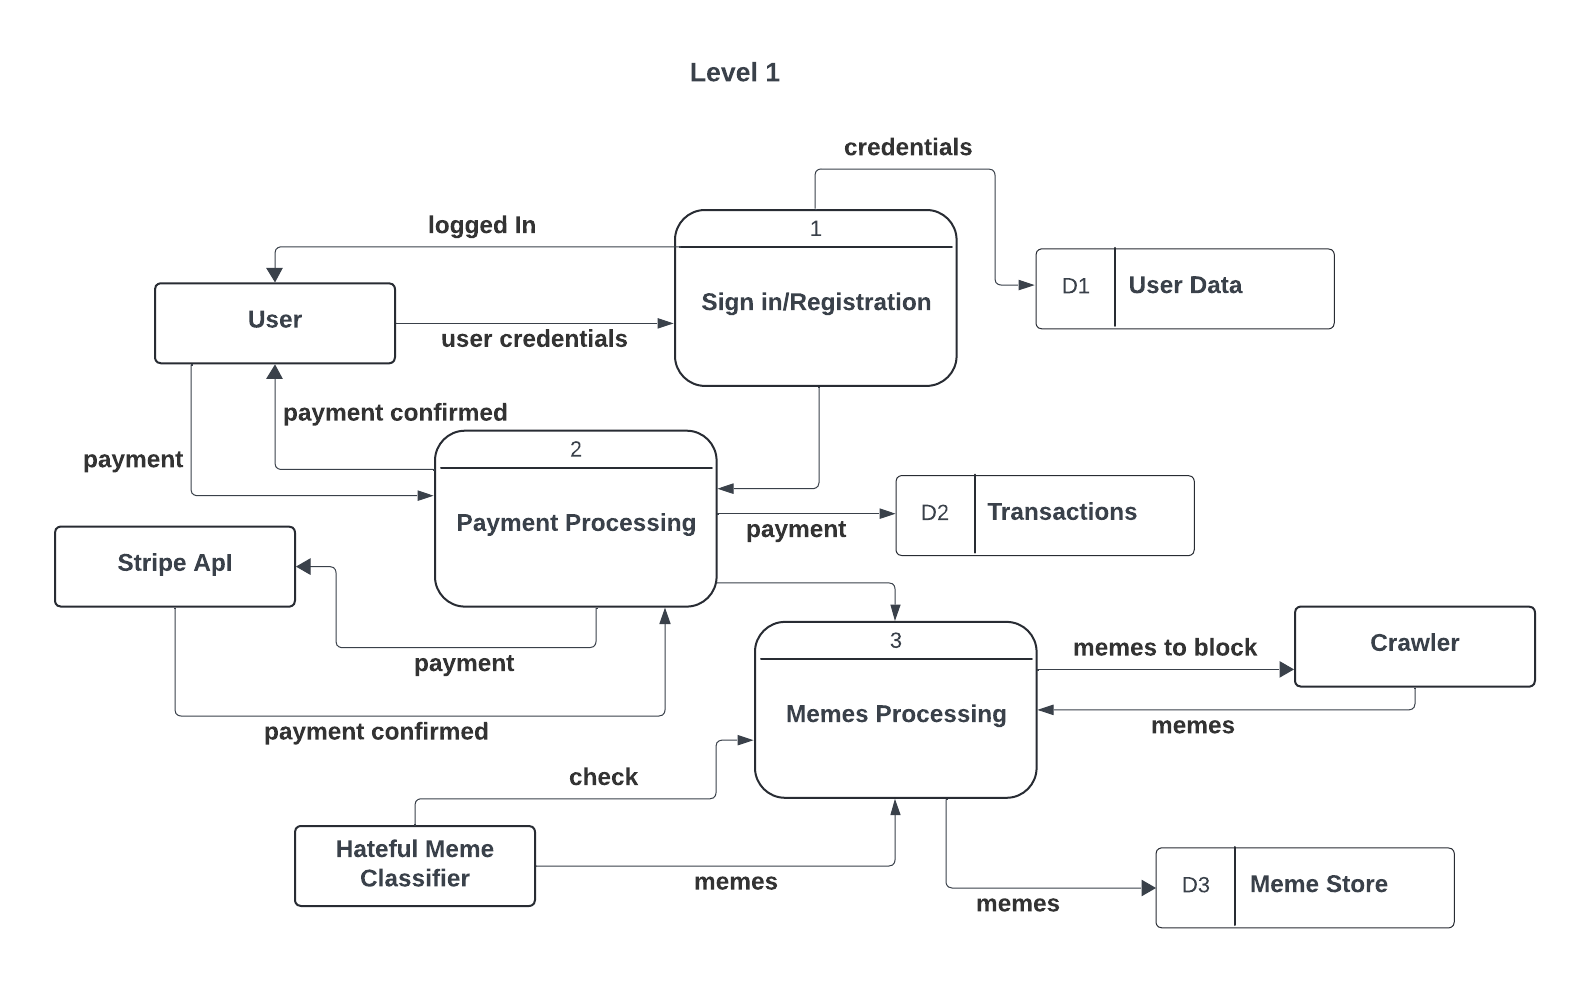 Level 1
credentials
logged In
1
Sign in/Registration
D1
User Data
User
user credentials
payment confirmed
payment
2
Payment Processing
D2
Transactions
payment
Stripe ApI
payment
payment confirmed
3
Memes Processing
memes to block
Crawler
memes
check
Hateful Meme
Classifier
memes
memes
D3
Meme Store